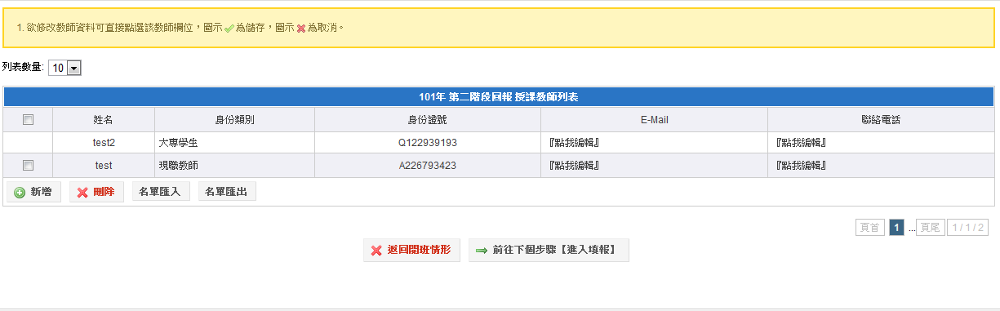 1. 欲修改教師資料可直接點選該教師欄位，圖示 為儲存，圖示 為取消。
列表數量: 10
101年 第二階段回報 授課教師列表
姓名 身份類別 身份證號 E-Mail 聯絡電話
test2 大專學生 Q122939193 『點我編輯』 『點我編輯』
test 現職教師 A226793423 『點我編輯』 『點我編輯』
新增 刪除 名單匯入 名單匯出
頁首 1 ... 頁尾 1 / 1 / 2
返回開班情形 前往下個步驟【進入填報】